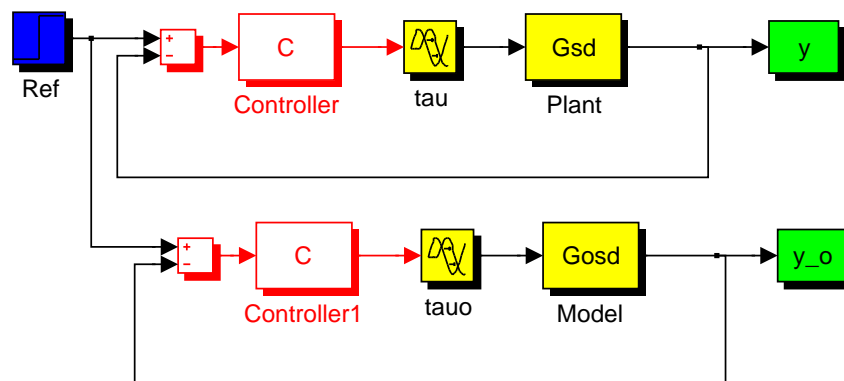 +
−
C
Gsd
y
Ref
Controller
tau
Plant
+
−
C
Gosd
y_o
Controller1
tauo
Model